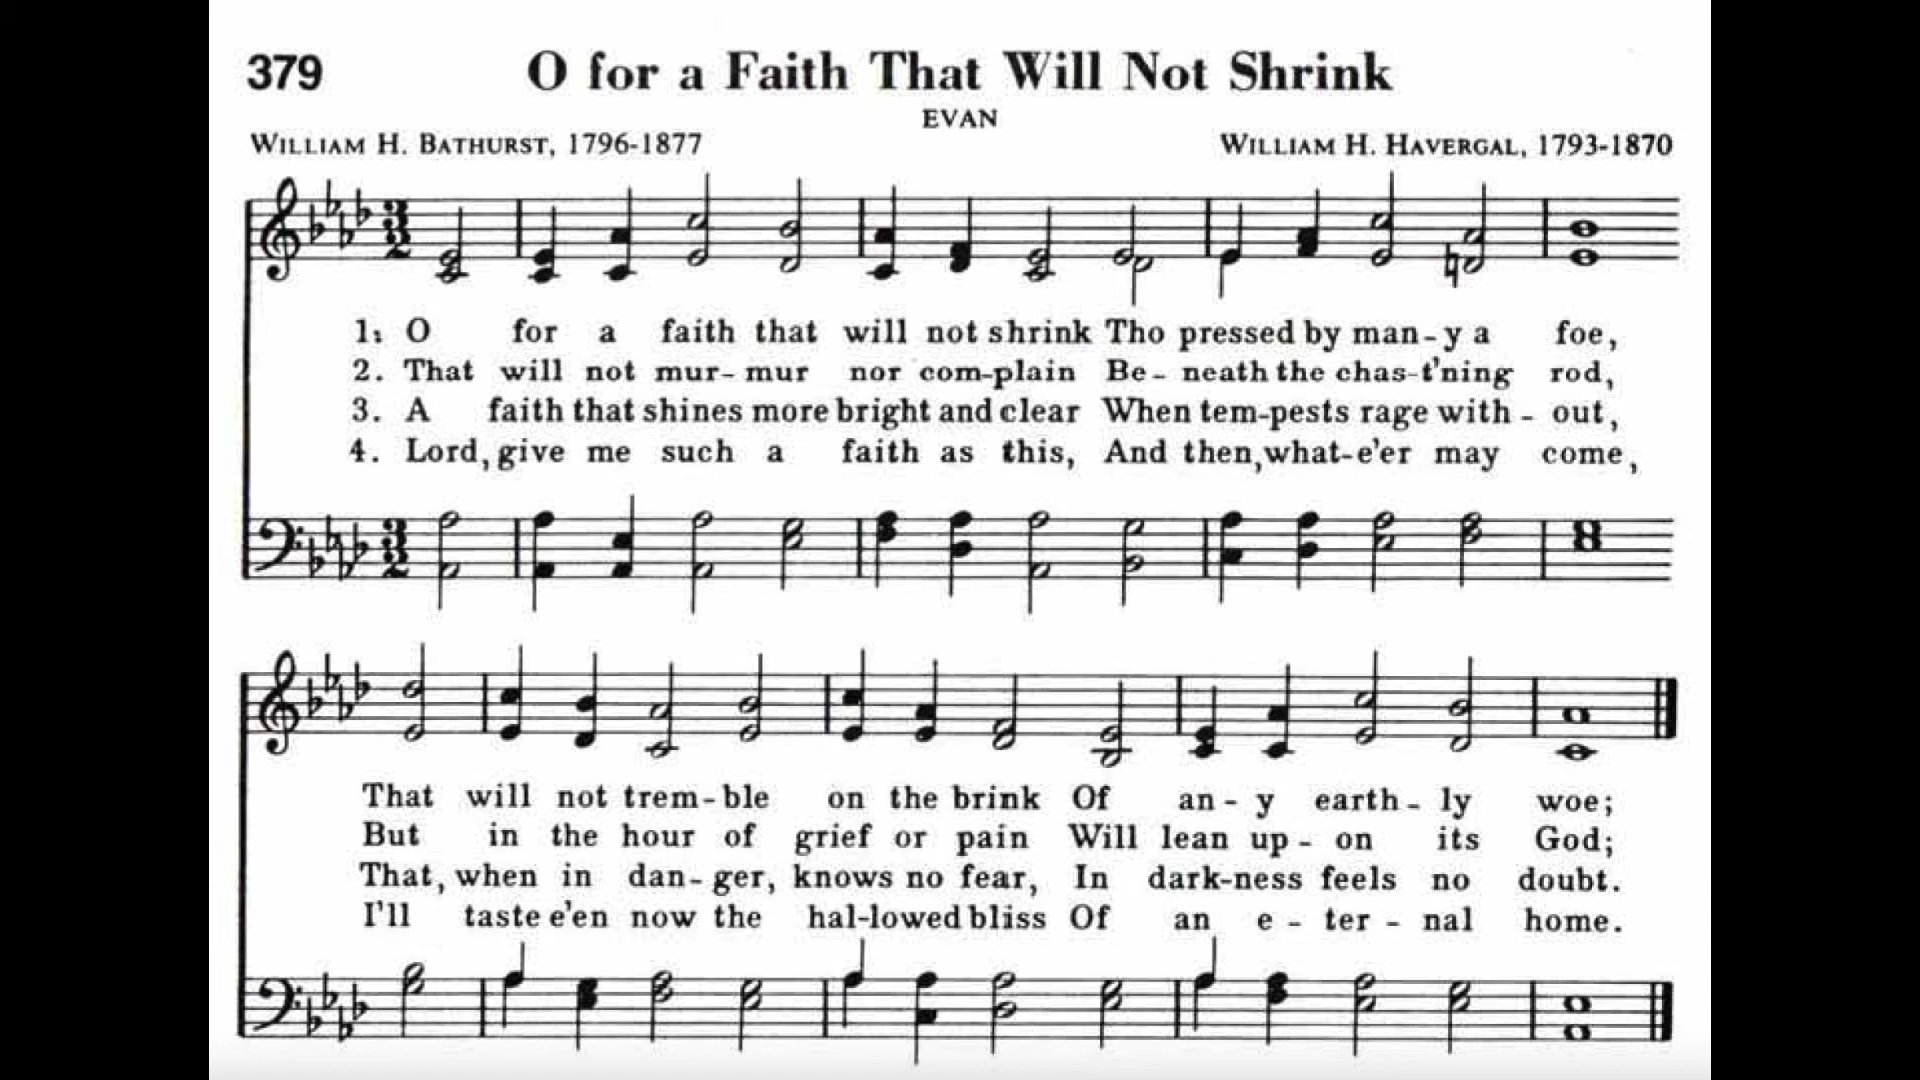 379
O for a Faith That Will Not Shrink
EVAN
WILLIAM H. BATHURST, 1796-1877
WILLIAM H. HAVERGAL, 1793-1870
1. O for a faith that will not shrink Tho pressed by man-y a foe,
2. That will not mur-mur nor com-plain Be-neath the chas-t'ning rod,
3. A faith that shines more bright and clear When tem-pests rage with-out,
4. Lord, give me such a faith as this, And then, what-e'er may come,
That will not trem-ble on the brink Of an-y earth-ly woe;
But in the hour of grief or pain Will lean up-on its God;
That, when in dan-ger, knows no fear, In dark-ness feels no doubt.
I'll taste e'en now the hal-lowed bliss Of an e-ter-nal home.